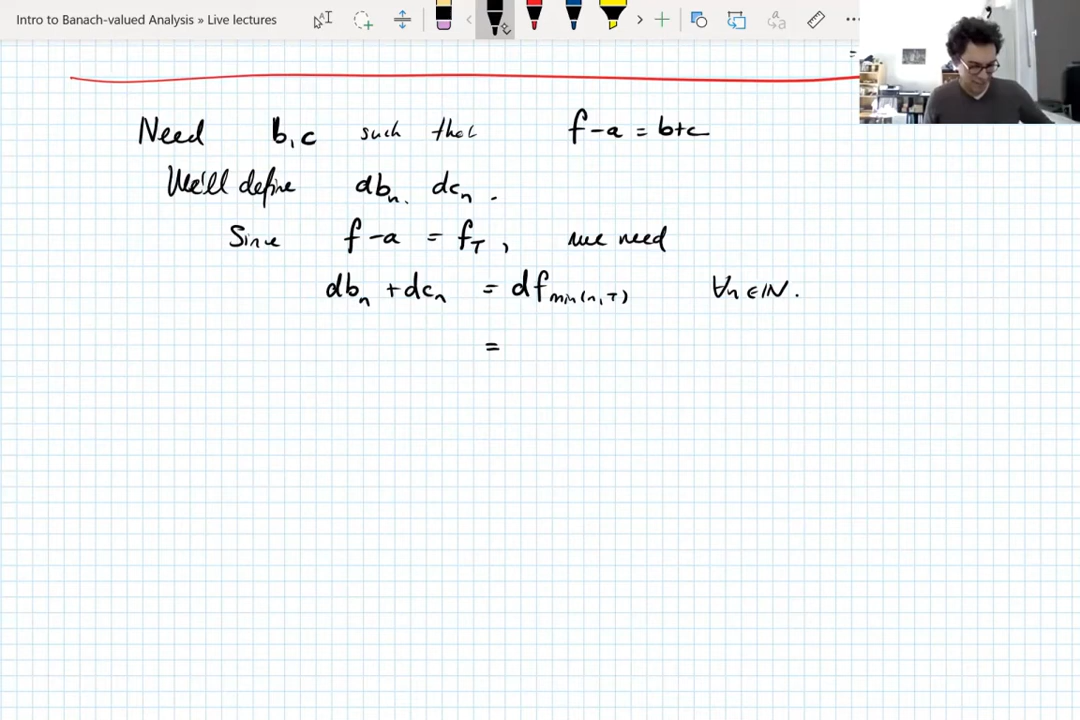 Intro to Banach-valued Analysis » Live lectures
Need b, c such that f-a = b+c
We'll define db_n, dc_n .
Since f-a = f_T , we need
db_n + dc_n = df_min(n,T) ∀n ∈ ℕ.
=